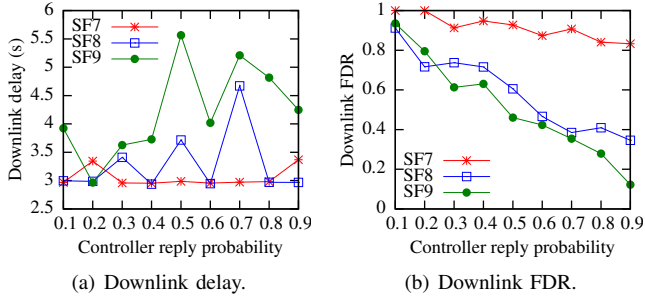 SF7
SF8
SF9
Downlink delay (s)
6
5.5
5
4.5
4
3.5
3
2.5
0.1 0.2 0.3 0.4 0.5 0.6 0.7 0.8 0.9
Controller reply probability
(a) Downlink delay.
Downlink FDR
1
0.8
0.6
0.4
0.2
0
SF7
SF8
SF9
0.1 0.2 0.3 0.4 0.5 0.6 0.7 0.8 0.9
Controller reply probability
(b) Downlink FDR.